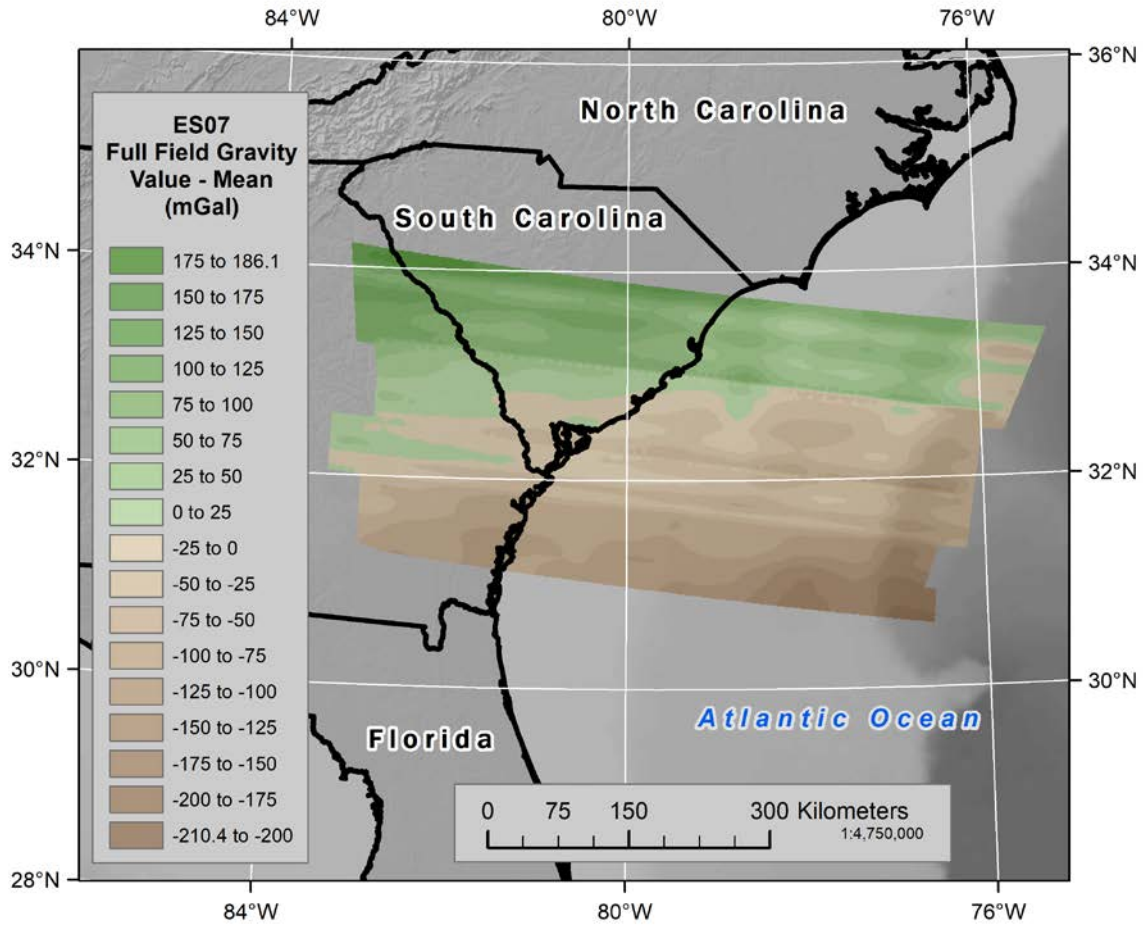 84°W 80°W 76°W
36°N
North Carolina
ES07
Full Field Gravity
Value - Mean
(mGal)
South Carolina
34°N 34°N
175 to 186.1
150 to 175
125 to 150
100 to 125
75 to 100
50 to 75
25 to 50
0 to 25
-25 to 0
-50 to -25
-75 to -50
-100 to -75
-125 to -100
-150 to -125
-175 to -150
-200 to -175
-210.4 to -200
32°N 32°N
30°N 30°N
Atlantic Ocean
Florida
0 75 150 300 Kilometers
1:4,750,000
28°N
84°W 80°W 76°W